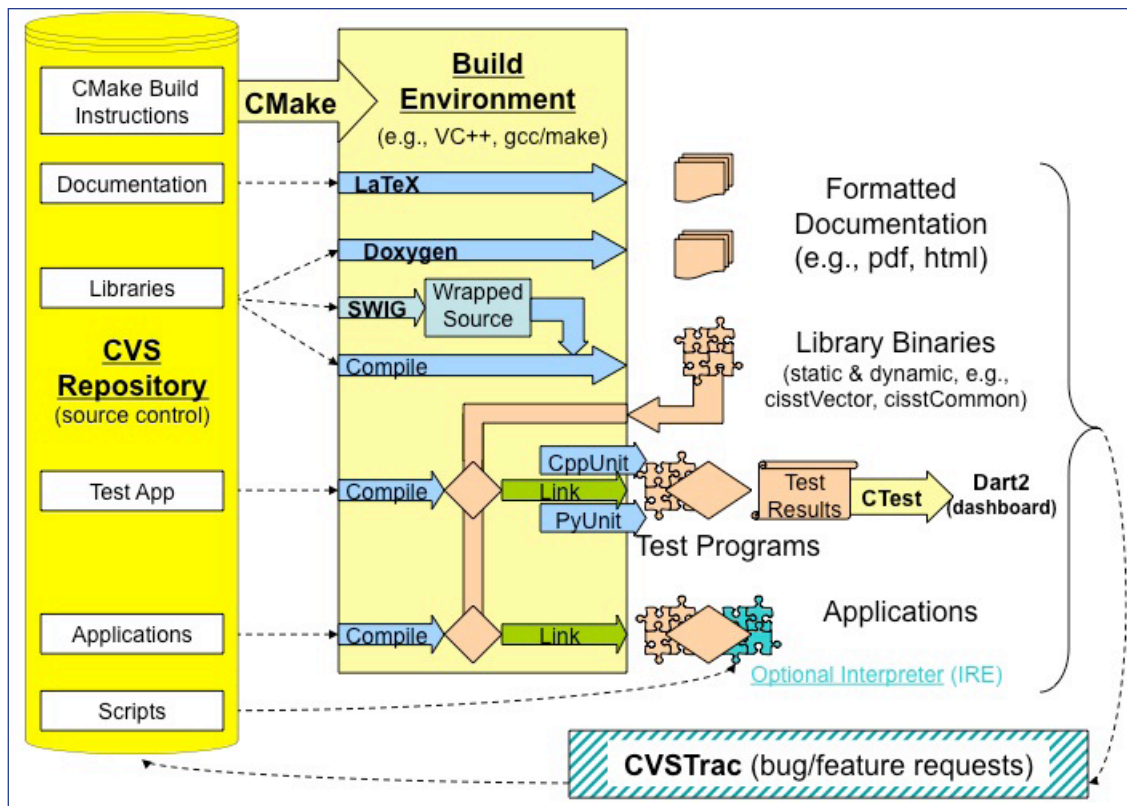 CMake Build
Instructions
Documentation
Libraries
CVS
Repository
(source control)
Test App
Applications
Scripts
CMake
Build
Environment
(e.g., VC++, gcc/make)
LaTeX
Doxygen
SWIG
Wrapped
Source
Compile
Compile
Link
CppUnit
PyUnit
Compile
Link
Formatted
Documentation
(e.g., pdf, html)
Library Binaries
(static & dynamic, e.g.,
cisstVector, cisstCommon)
Test
Results
CTest
Dart2
(dashboard)
Test Programs
Applications
Optional Interpreter (IRE)
CVSTrac (bug/feature requests)